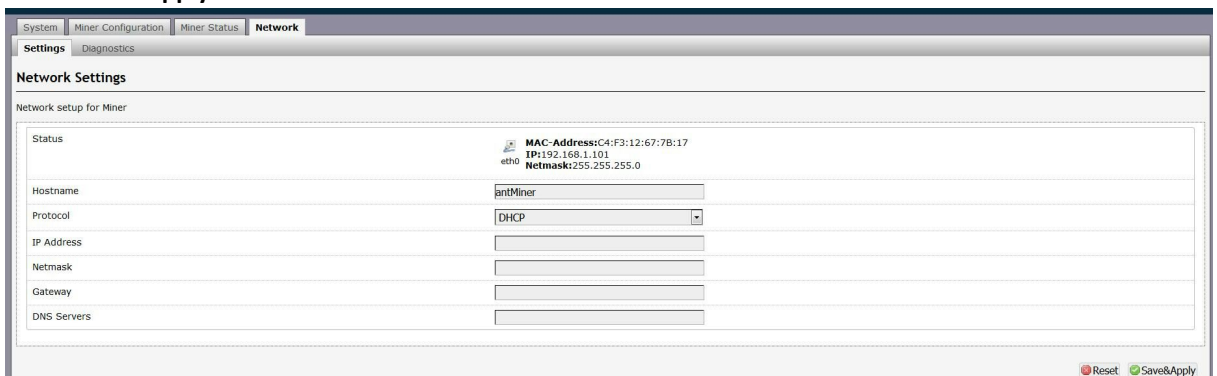 System Miner Configuration Miner Status Network
Settings Diagnostics
Network Settings
Network setup for Miner
Status
MAC-Address:C4:F3:12:67:7B:17
IP:192.168.1.101
eth0
Netmask:255.255.255.0
Hostname antMiner
Protocol DHCP
IP Address
Netmask
Gateway
DNS Servers
Reset Save&Apply